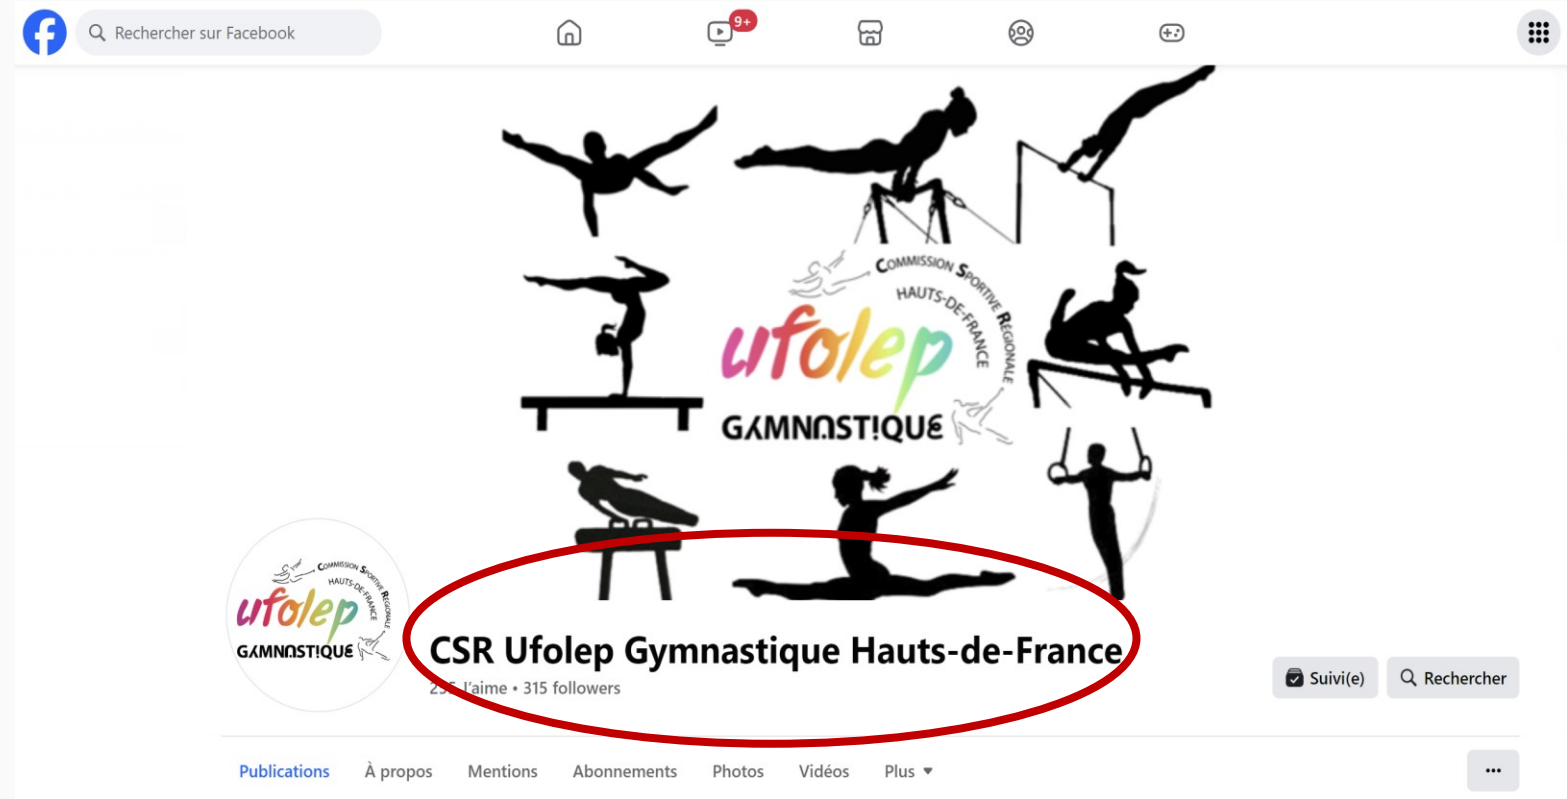 Rechercher sur Facebook
9+
COMMISSION SPORTIVE RÉGIONALE
HAUTS-DE-FRANCE
ufolep
GYMNASTIQUE
COMMISSION SPORTIVE RÉGIONALE
HAUTS-DE-FRANCE
ufolep
GYMNASTIQUE
CSR Ufolep Gymnastique Hauts-de-France
J'aime • 315 followers
Suivi(e)
Rechercher
Publications À propos Mentions Abonnements Photos Vidéos Plus